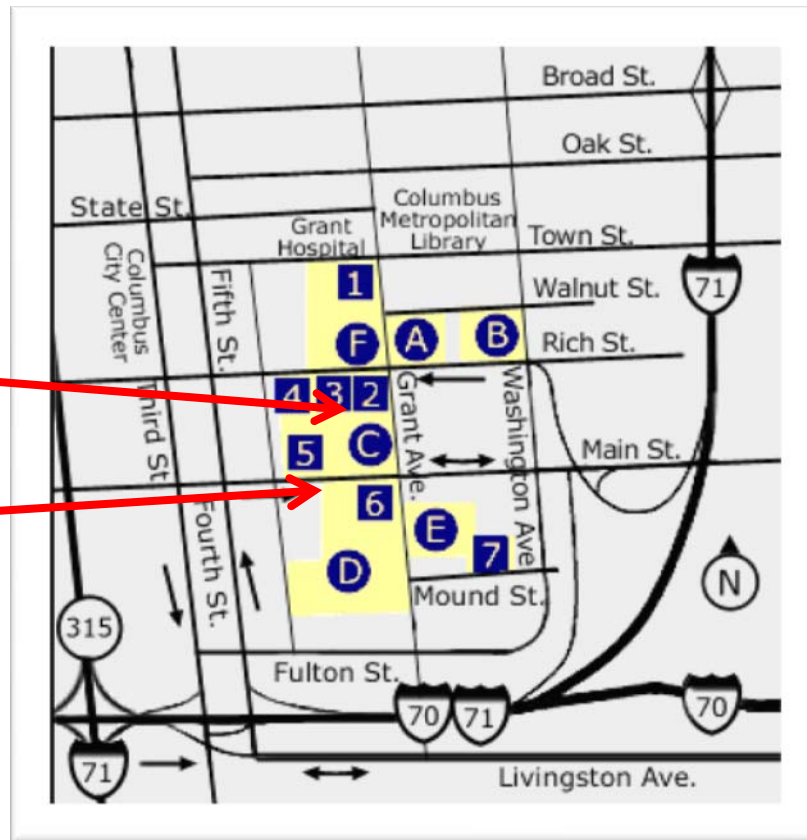 Broad St.
Oak St.
State St.
Columbus
Metropolitan
Library
Grant
Hospital
Town St.
Columbus
City Center
Fifth St.
1
Walnut St.
71
F
A
B
Rich St.
4
3
2
Third St.
Grant Ave.
Washington Ave.
5
C
Main St.
6
Fourth St.
E
7
D
N
Mound St.
315
Fulton St.
70
71
70
71
Livingston Ave.